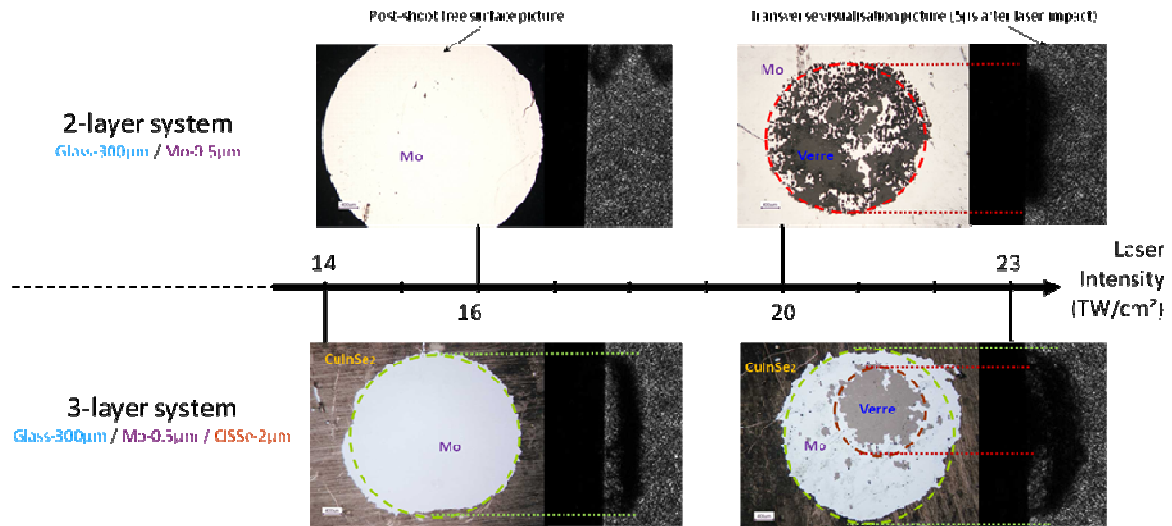 Post-shoot free surface picture
Transverse visualisation picture (5µs after laser impact)
2-layer system
Glass-300µm / Mo-0.5µm
Mo
Mo
Verre
14
16
20
23
Laser
Intensity
(TW/cm²)
3-layer system
Glass-300µm / Mo-0.5µm / CISSe-2µm
CuInSe2
Mo
CuInSe2
Verre
Mo